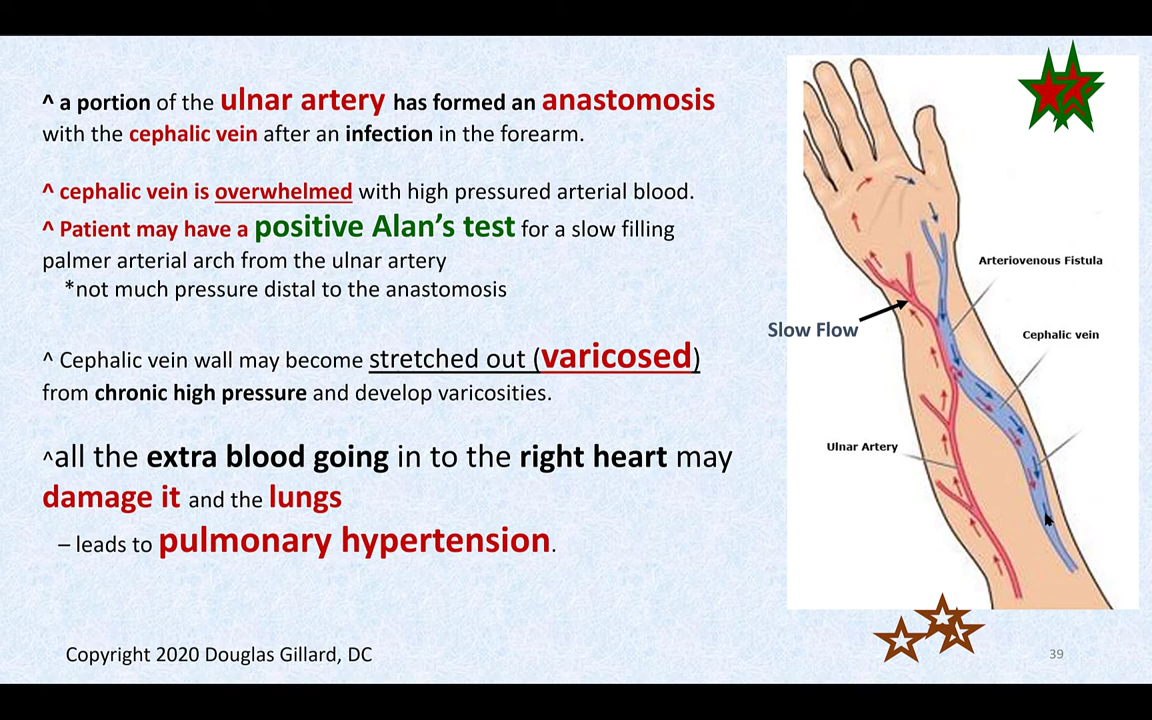 ^ a portion of the ulnar artery has formed an anastomosis
with the cephalic vein after an infection in the forearm.
^ cephalic vein is overwhelmed with high pressured arterial blood.
^ Patient may have a positive Alan’s test for a slow filling
palmer arterial arch from the ulnar artery
*not much pressure distal to the anastomosis
^ Cephalic vein wall may become stretched out (varicosed)
from chronic high pressure and develop varicosities.
^all the extra blood going in to the right heart may
damage it and the lungs
– leads to pulmonary hypertension.
Copyright 2020 Douglas Gillard, DC
Arteriovenous Fistula
Slow Flow
Cephalic vein
Ulnar Artery
39